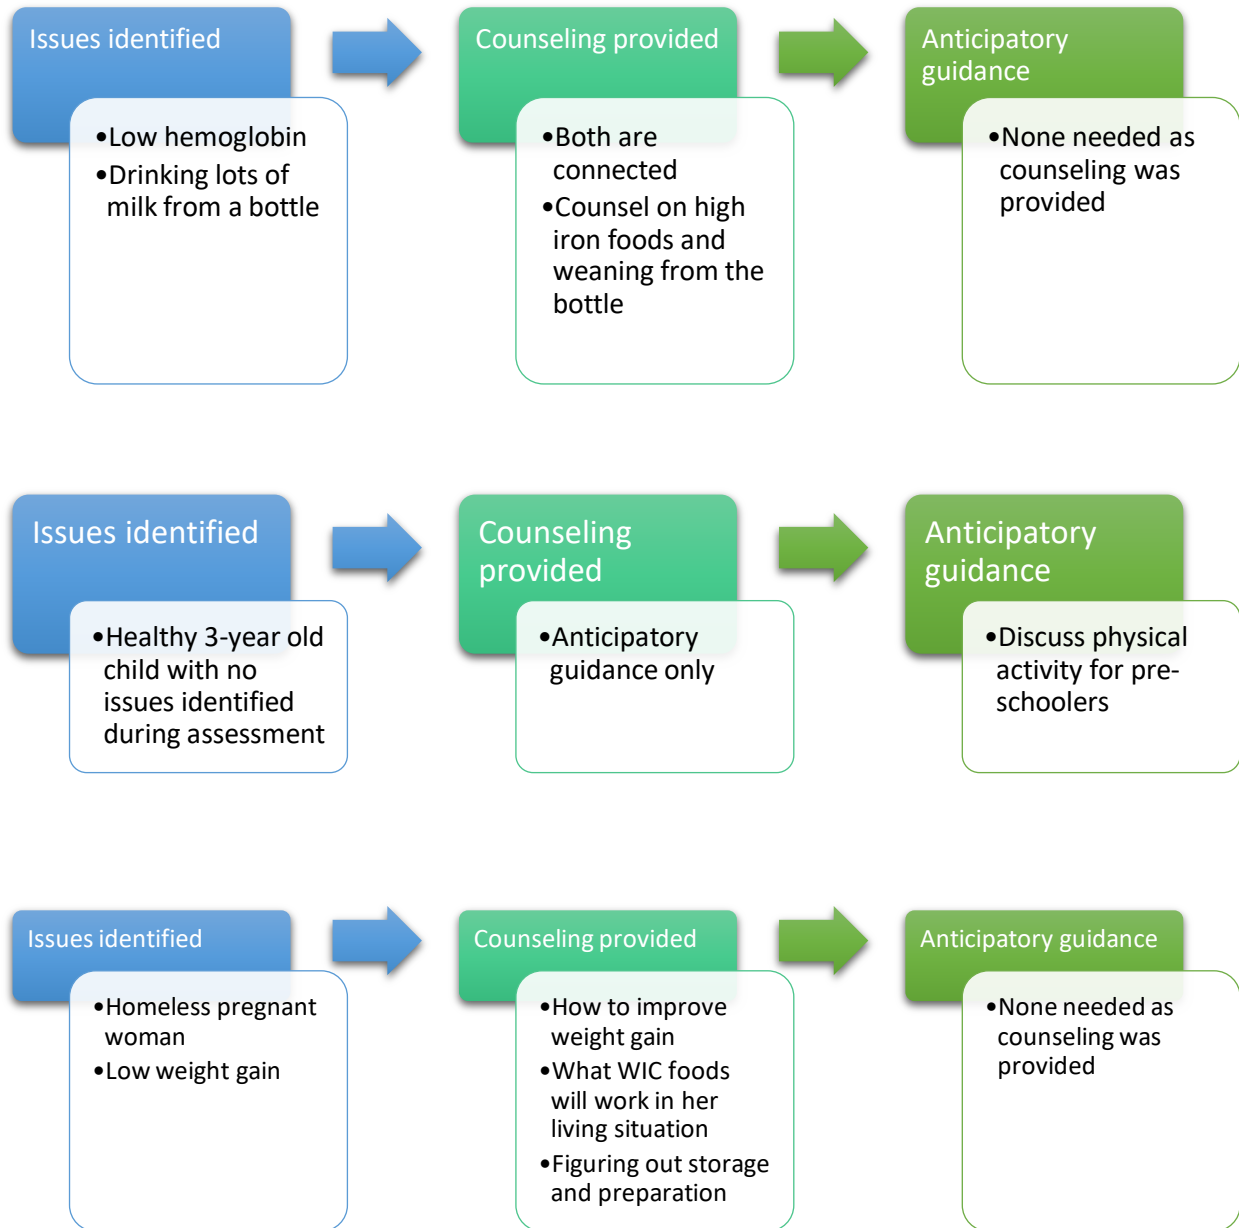 Issues identified
•Low hemoglobin
•Drinking lots of
milk from a bottle
Counseling provided
•Both are
connected
•Counsel on high
iron foods and
weaning from the
bottle
Anticipatory
guidance
•None needed as
counseling was
provided
Issues identified
•Healthy 3-year old
child with no
issues identified
during assessment
Counseling
provided
•Anticipatory
guidance only
Anticipatory
guidance
•Discuss physical
activity for pre-
schoolers
Issues identified
•Homeless pregnant
woman
•Low weight gain
Counseling provided
•How to improve
weight gain
•What WIC foods
will work in her
living situation
•Figuring out storage
and preparation
Anticipatory guidance
•None needed as
counseling was
provided